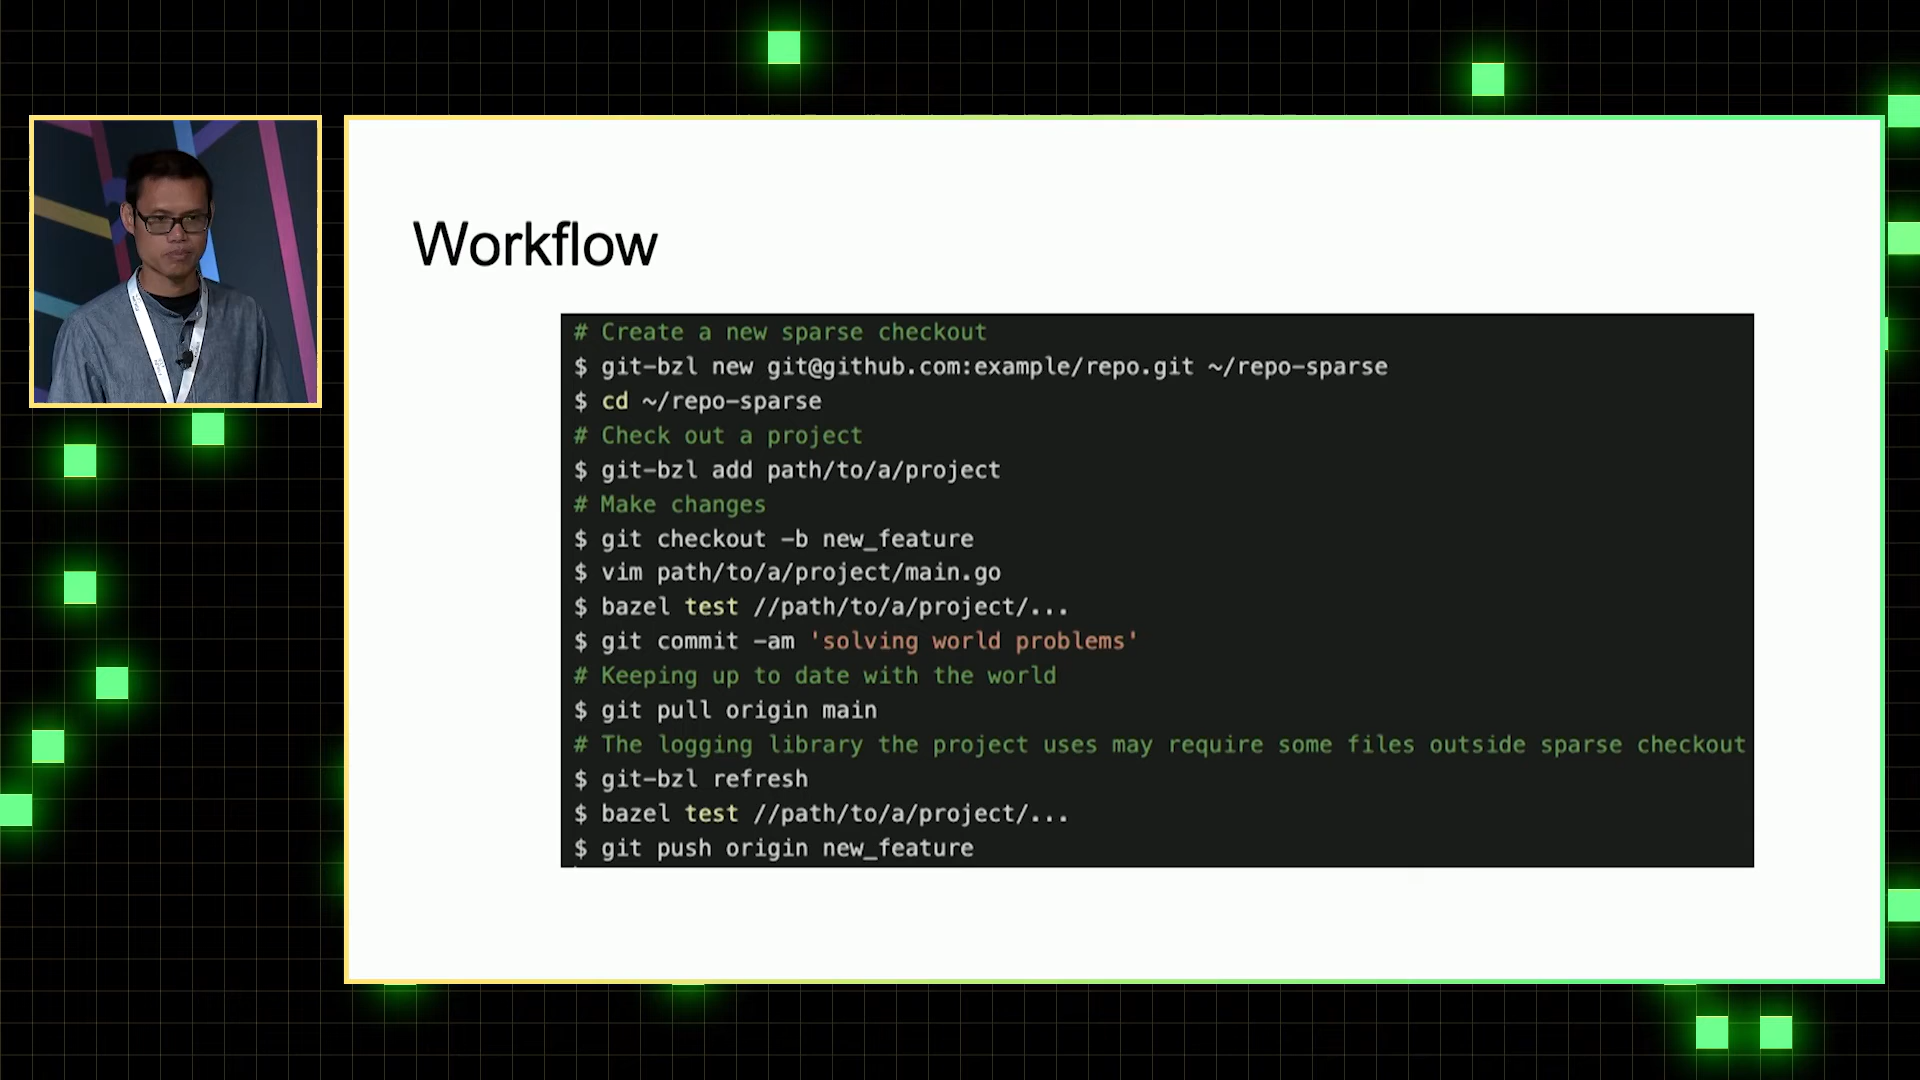 Workflow
# Create a new sparse checkout
$ git-bzl new git@github.com:example/repo.git ~/repo-sparse
$ cd ~/repo-sparse
# Check out a project
$ git-bzl add path/to/a/project
# Make changes
$ git checkout -b new_feature
$ vim path/to/a/project/main.go
$ bazel test //path/to/a/project/...
$ git commit -am 'solving world problems'
# Keeping up to date with the world
$ git pull origin main
# The logging library the project uses may require some files outside sparse checkout
$ git-bzl refresh
$ bazel test //path/to/a/project/...
$ git push origin new_feature